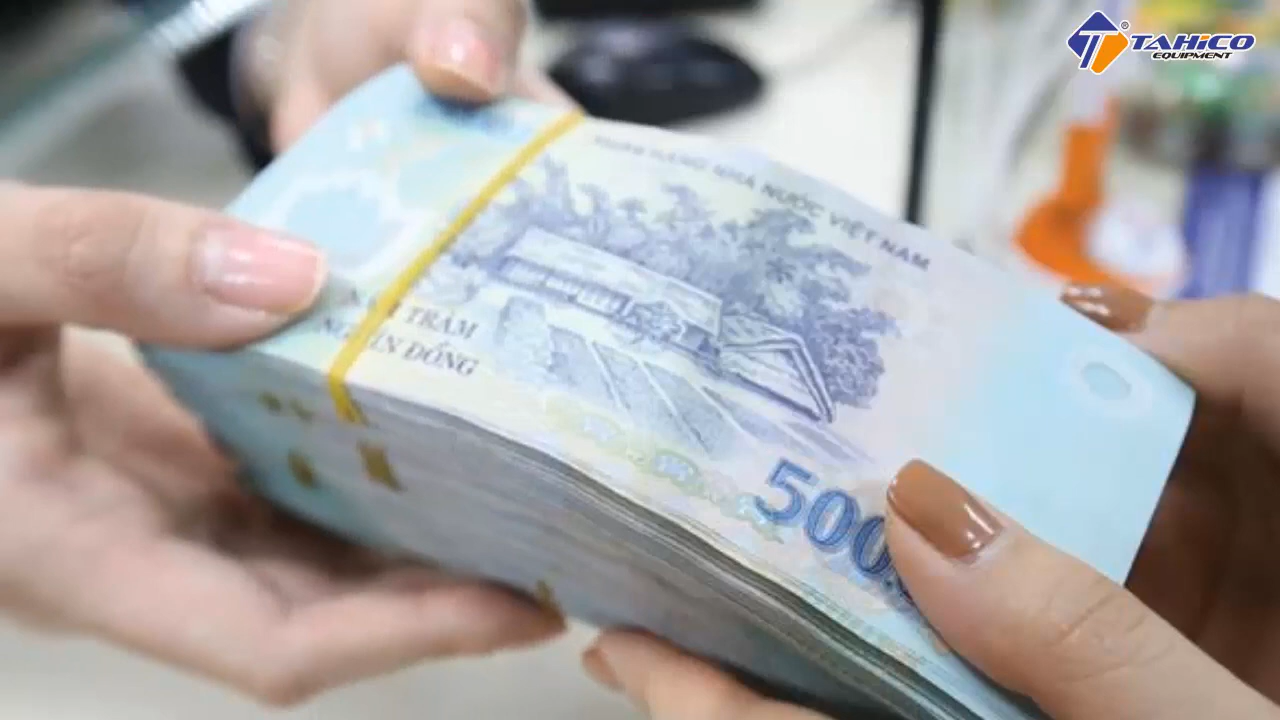 TAHiCO®
EQUIPMENT
NGÂN HÀNG NHÀ NƯỚC VIỆT NAM
TRĂM
ĐỒNG
500